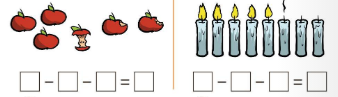 □ - □ - □ = □
□ - □ - □ = □